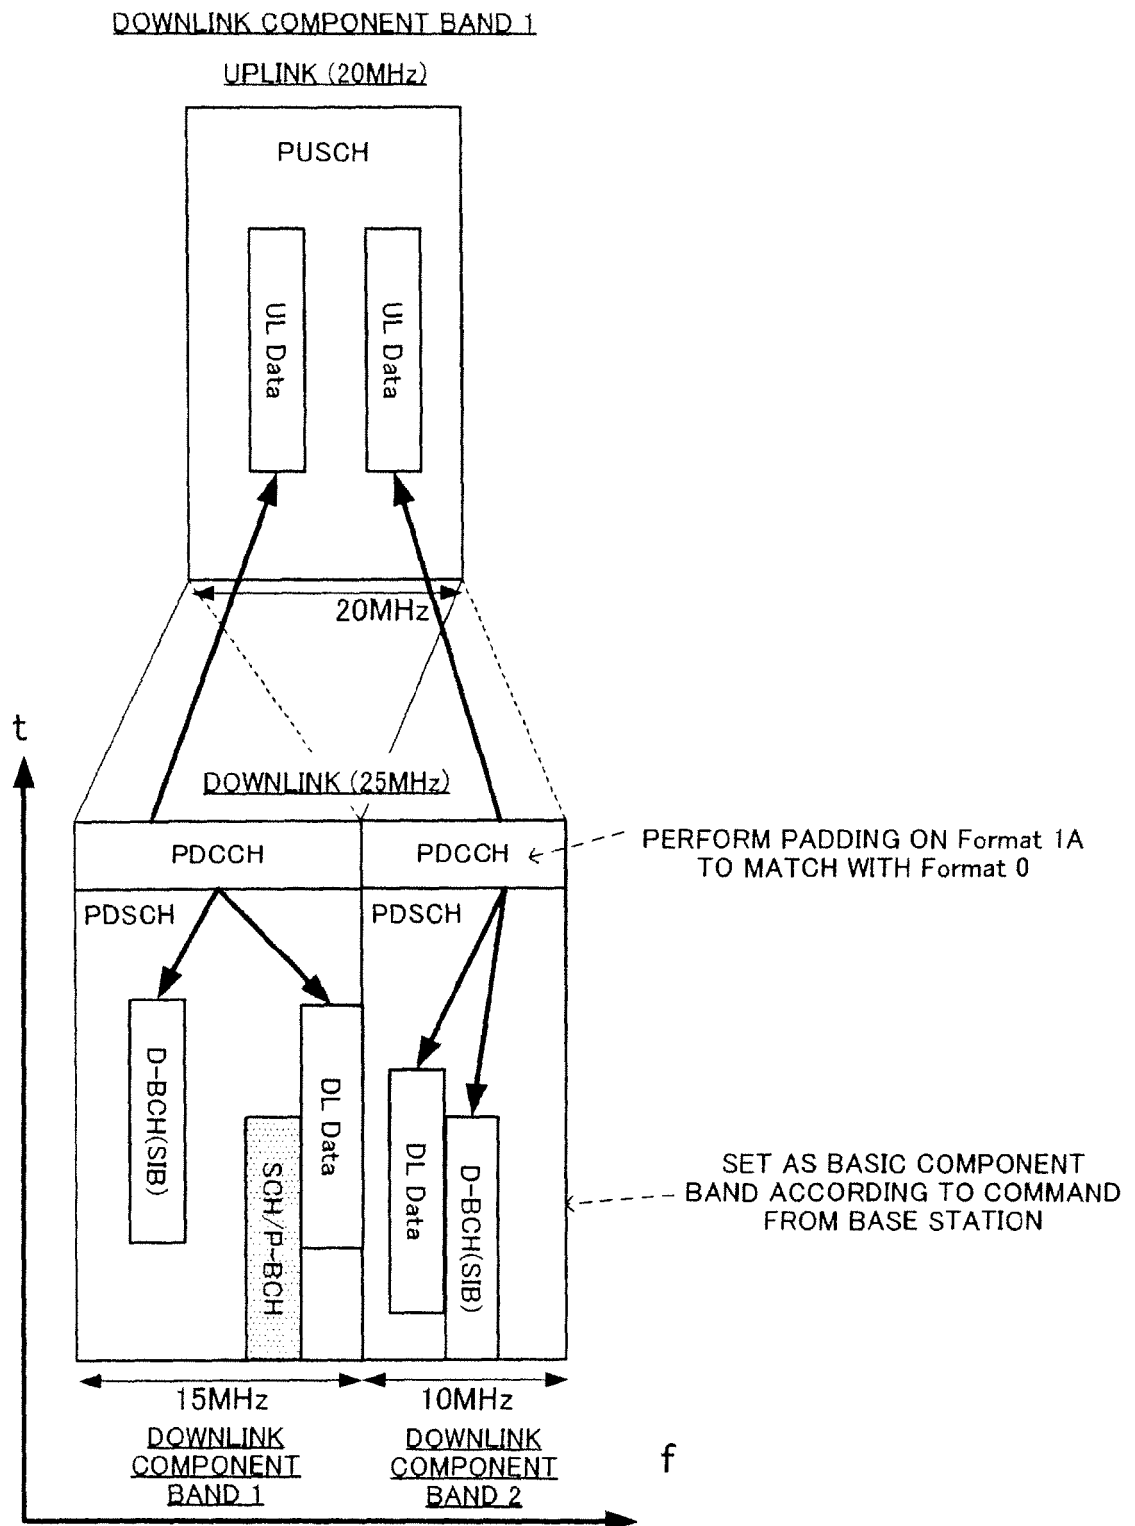 DOWNLINK COMPONENT BAND 1
UPLINK (20MHz)
PUSCH
UL Data
UL Data
20MHz
t
DOWNLINK (25MHz)
PDCCH
PDCCH
PERFORM PADDING ON Format 1A
TO MATCH WITH Format 0
PDSCH
PDSCH
D-BCH(SIB)
SCH/P-BCH
DL Data
DL Data
D-BCH(SIB)
SET AS BASIC COMPONENT
BAND ACCORDING TO COMMAND
FROM BASE STATION
15MHz
10MHz
DOWNLINK
COMPONENT
BAND 1
DOWNLINK
COMPONENT
BAND 2
f